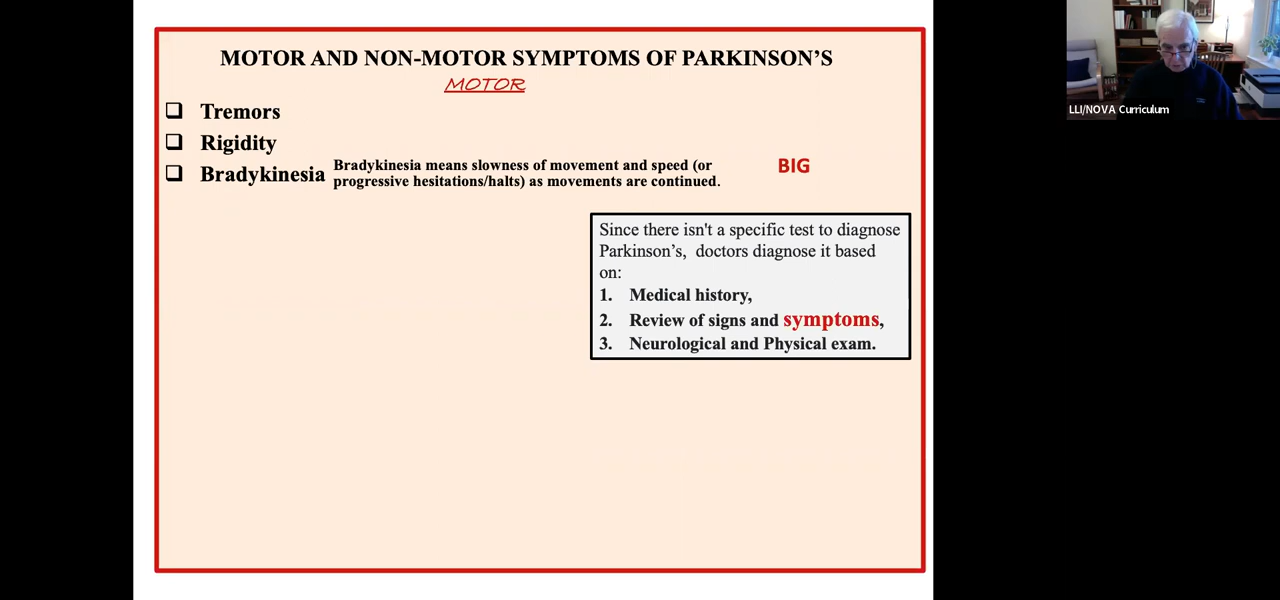 MOTOR AND NON-MOTOR SYMPTOMS OF PARKINSON'S
MOTOR
❑ Tremors
❑ Rigidity
❑ Bradykinesia
Bradykinesia means slowness of movement and speed (or
progressive hesitations/halts) as movements are continued.
BIG
Since there isn't a specific test to diagnose
Parkinson's, doctors diagnose it based
on:
1. Medical history,
2. Review of signs and symptoms,
3. Neurological and Physical exam.
LLI/NOVA Curriculum